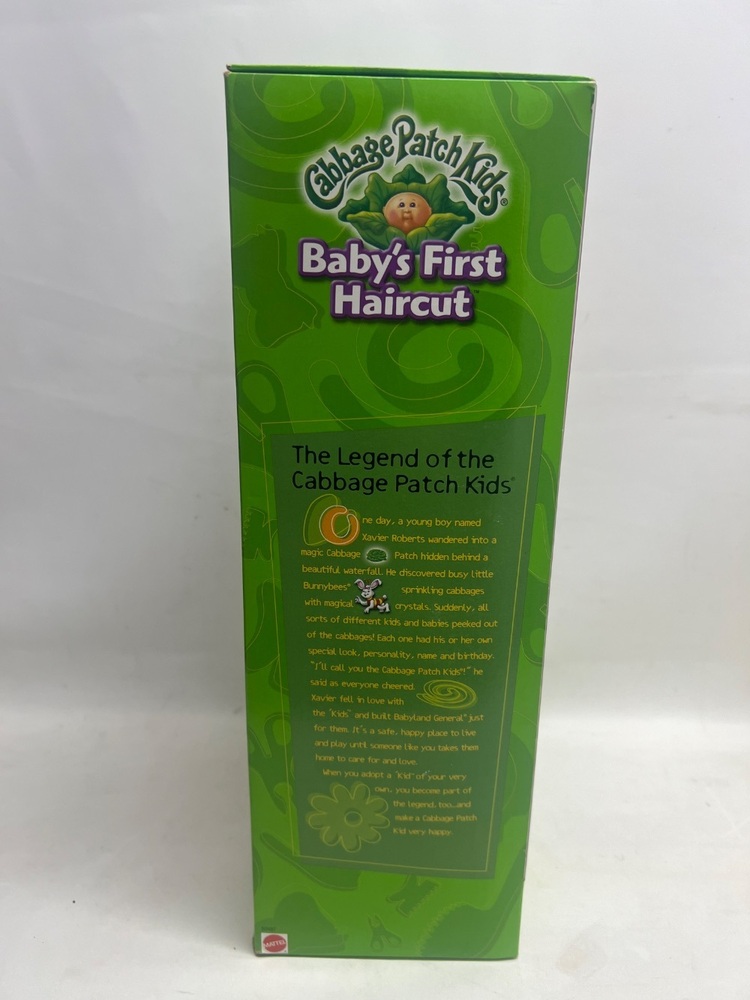 Cabbage Patch Kids®
Baby's First
Haircut™
The Legend of the
Cabbage Patch Kids®
One day, a young boy named
Xavier Roberts wandered into a
magic Cabbage Patch hidden behind a
beautiful waterfall. He discovered busy little
Bunnybees™ sprinkling cabbages
with magical crystals. Suddenly, all
sorts of different kids and babies peeked out
of the cabbages! Each one had his or her own
special look, personality, name and birthday.
"I'll call you the Cabbage Patch Kids®!" he
said as everyone cheered.
Xavier fell in love with
the "Kids" and built Babyland General® just
for them. It's a safe, happy place to live
and play until someone like you takes them
home to care for and love.
When you adopt a "Kid" of your very
own, you become part of
the legend, too...and
make a Cabbage Patch
Kid very happy.
MATTEL